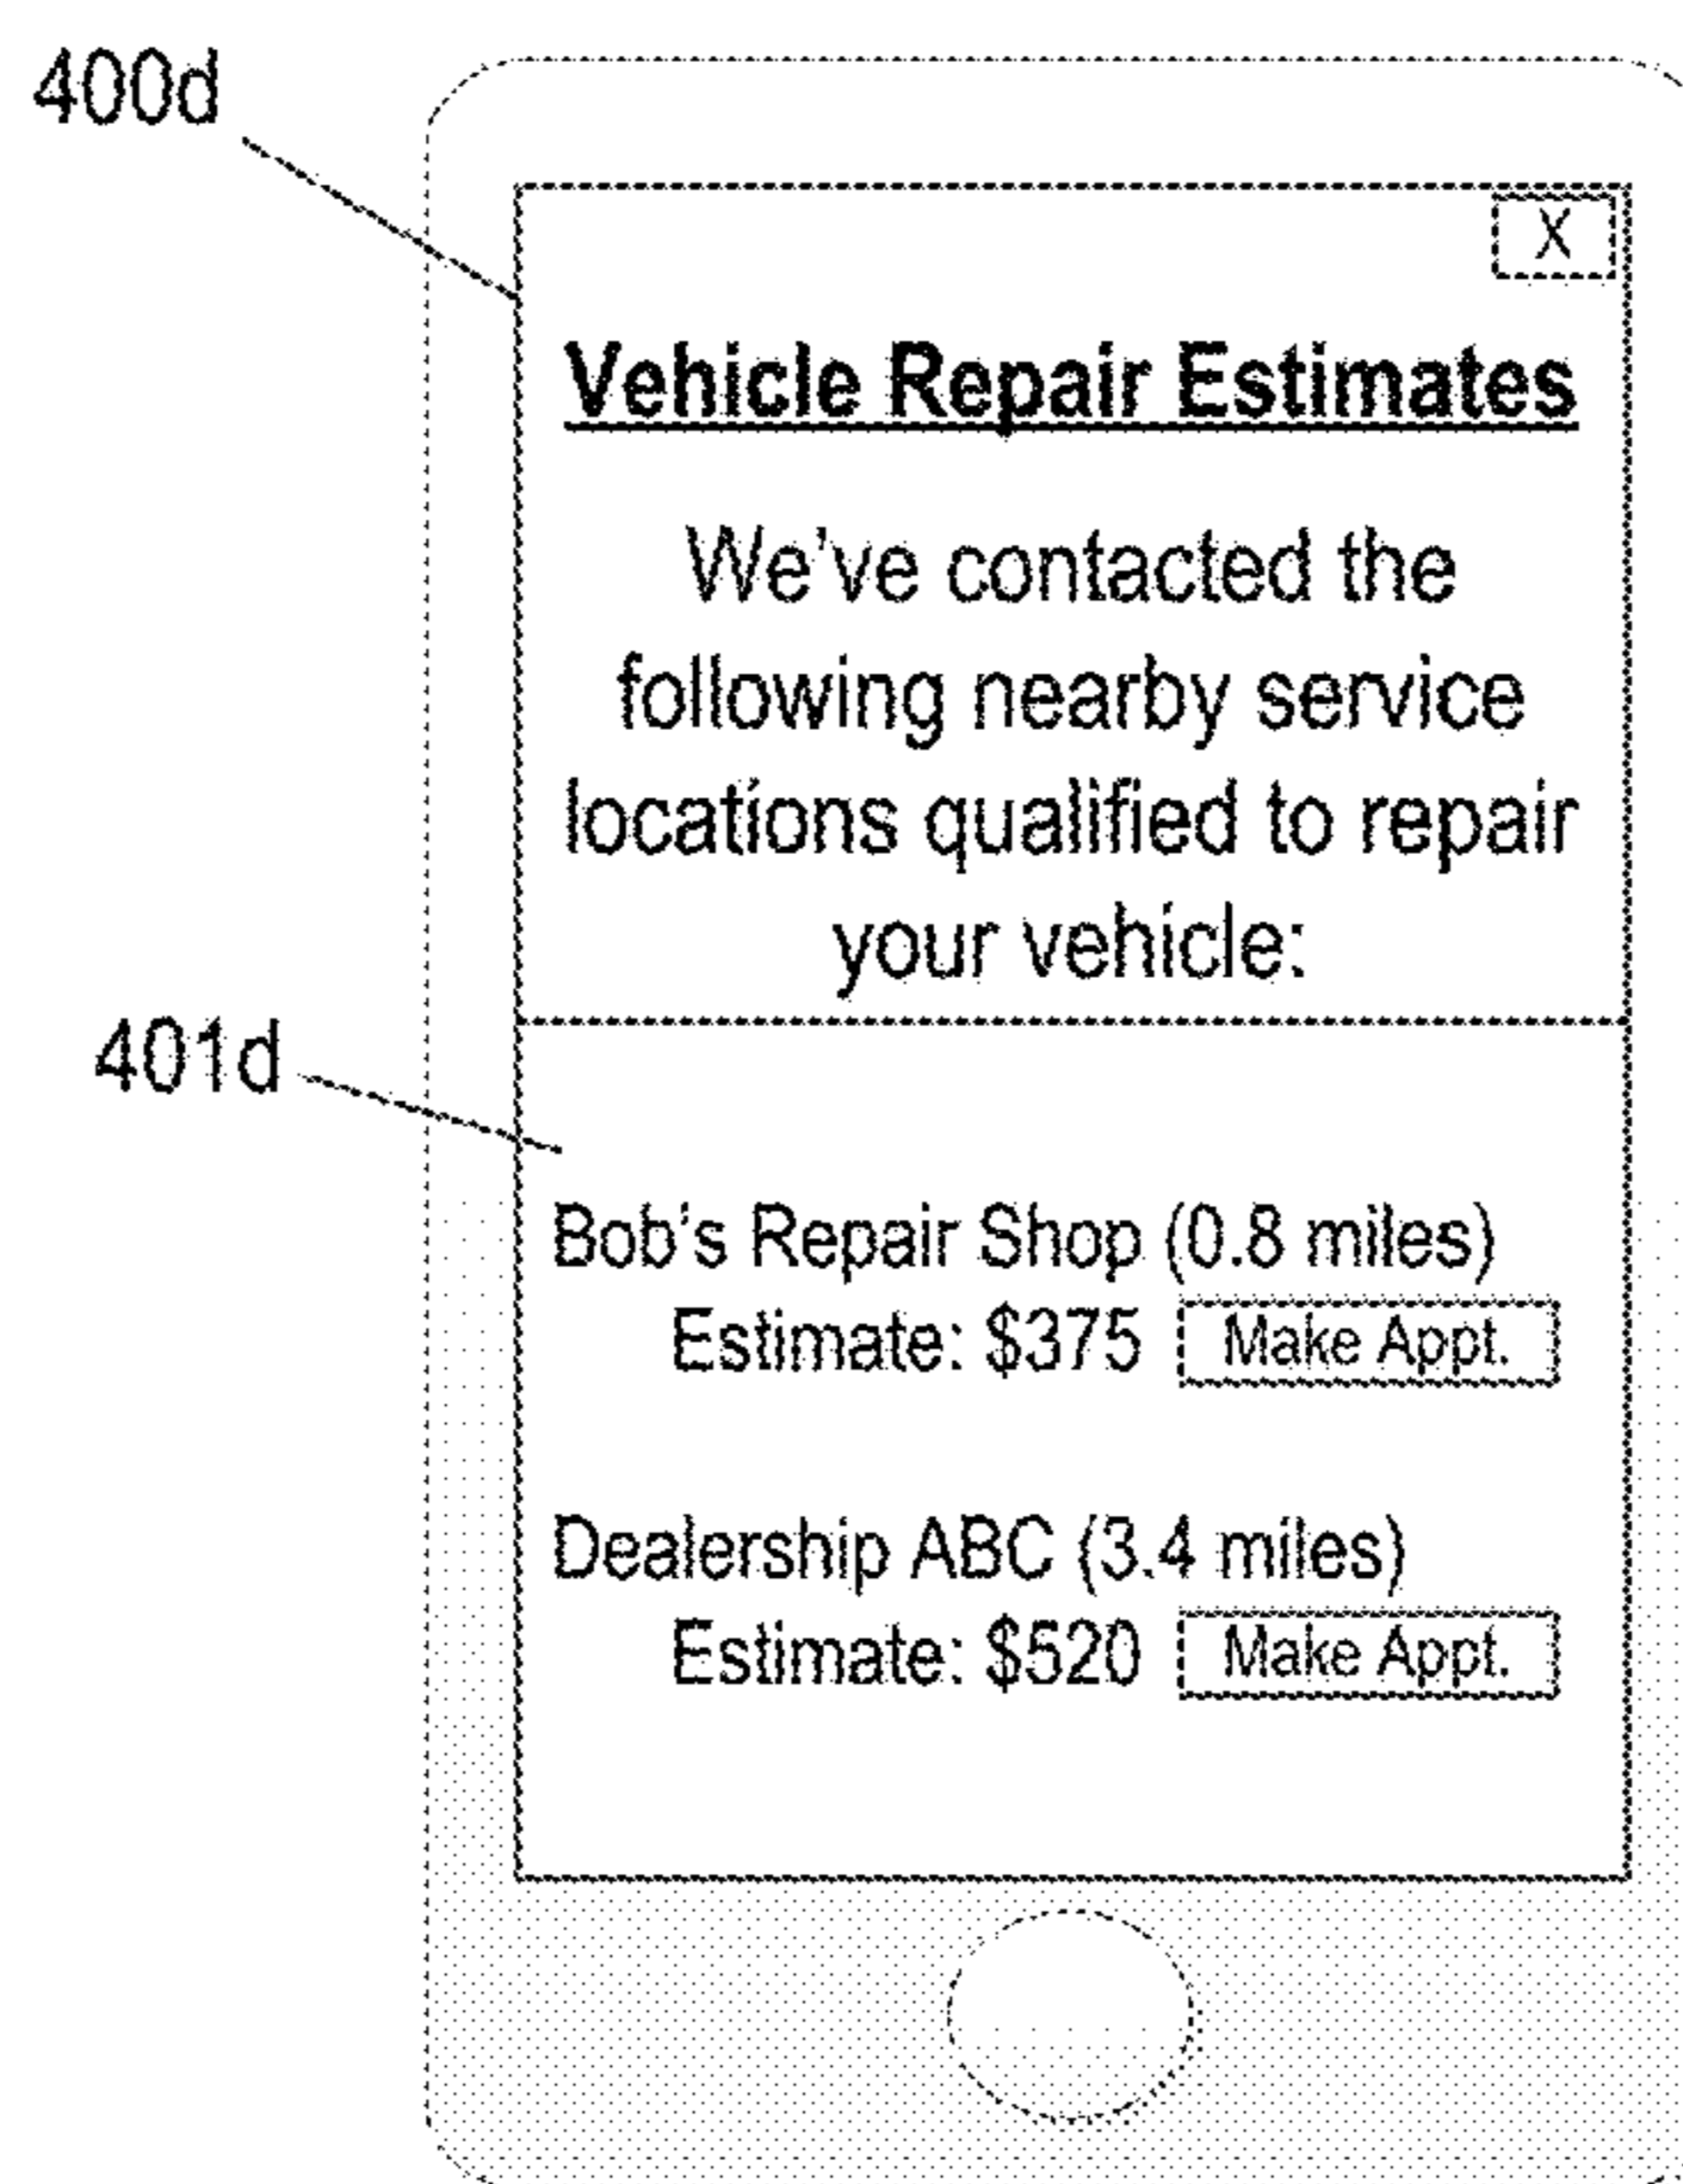 400d
X
Vehicle Repair Estimates
We've contacted the
following nearby service
locations qualified to repair
your vehicle:
401d
Bob's Repair Shop (0.8 miles)
Estimate: $375 Make Appt.
Dealership ABC (3.4 miles)
Estimate: $520 Make Appt.